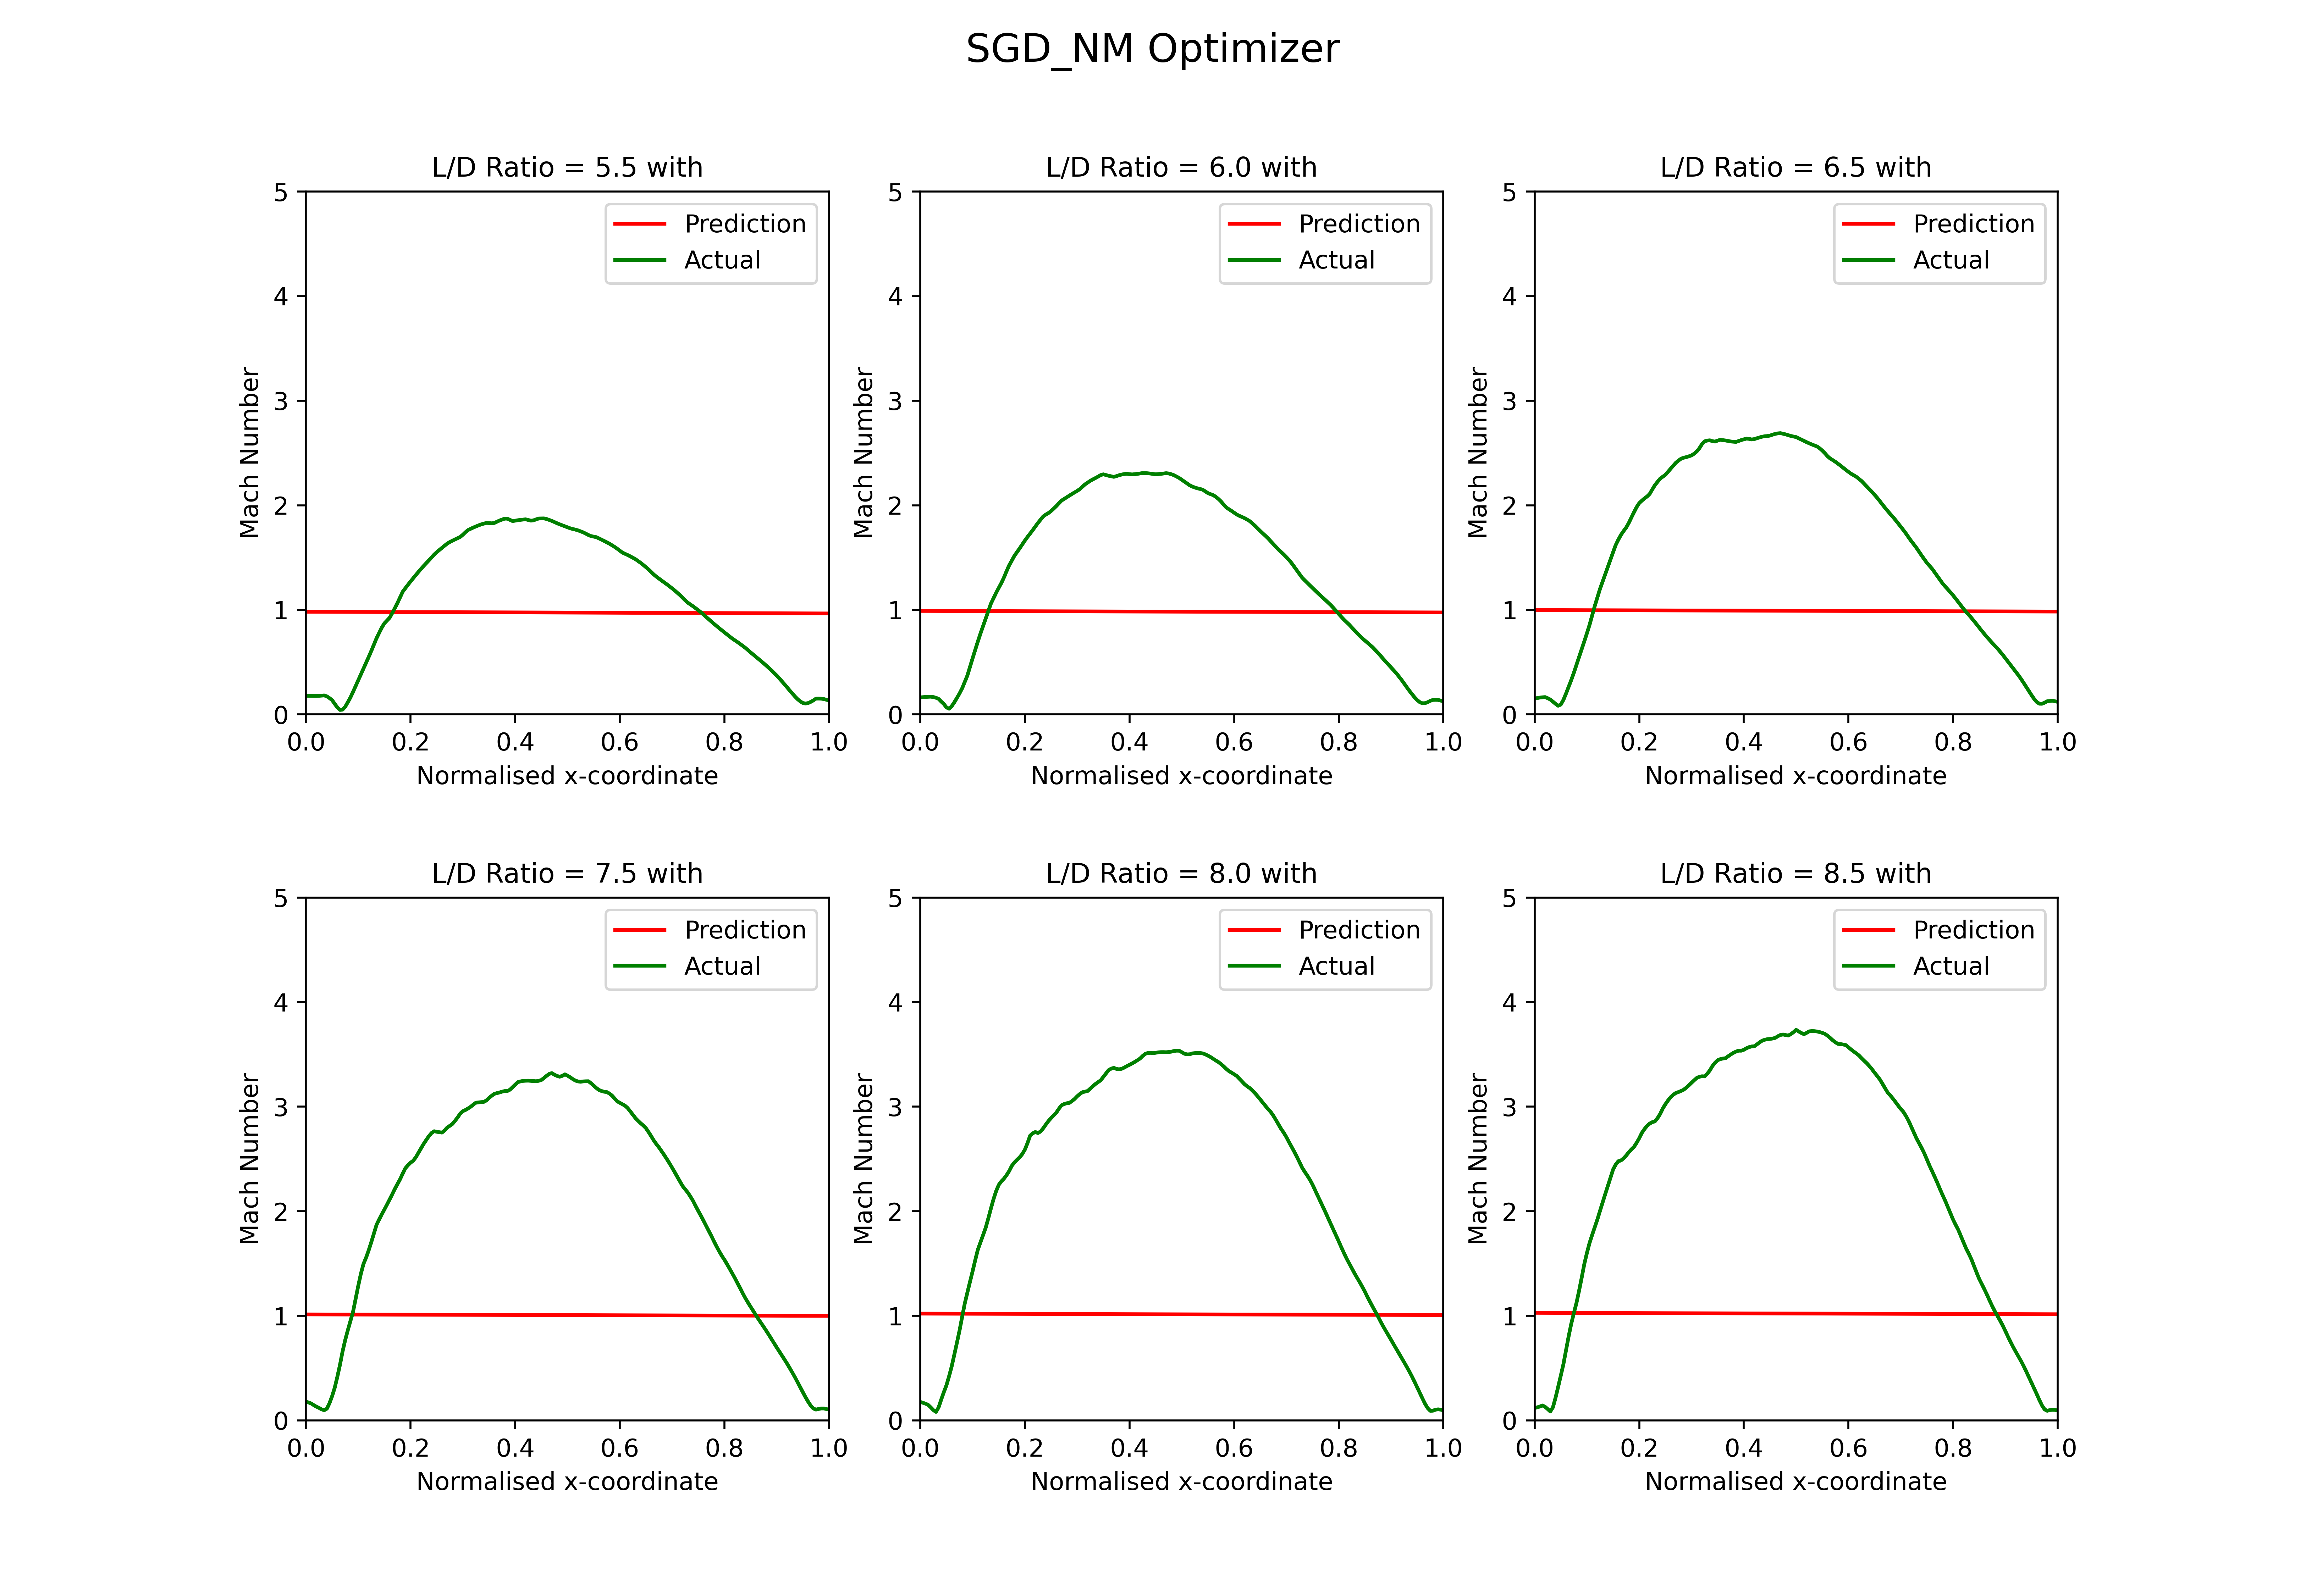 SGD_NM Optimizer
L/D Ratio = 5.5 with
5
4
3
2
1
0
Mach Number
Prediction
Actual
0.0 0.2 0.4 0.6 0.8 1.0
Normalised x-coordinate
L/D Ratio = 6.0 with
5
4
3
2
1
0
Mach Number
Prediction
Actual
0.0 0.2 0.4 0.6 0.8 1.0
Normalised x-coordinate
L/D Ratio = 6.5 with
5
4
3
2
1
0
Mach Number
Prediction
Actual
0.0 0.2 0.4 0.6 0.8 1.0
Normalised x-coordinate
L/D Ratio = 7.5 with
5
4
3
2
1
0
Mach Number
Prediction
Actual
0.0 0.2 0.4 0.6 0.8 1.0
Normalised x-coordinate
L/D Ratio = 8.0 with
5
4
3
2
1
0
Mach Number
Prediction
Actual
0.0 0.2 0.4 0.6 0.8 1.0
Normalised x-coordinate
L/D Ratio = 8.5 with
5
4
3
2
1
0
Mach Number
Prediction
Actual
0.0 0.2 0.4 0.6 0.8 1.0
Normalised x-coordinate